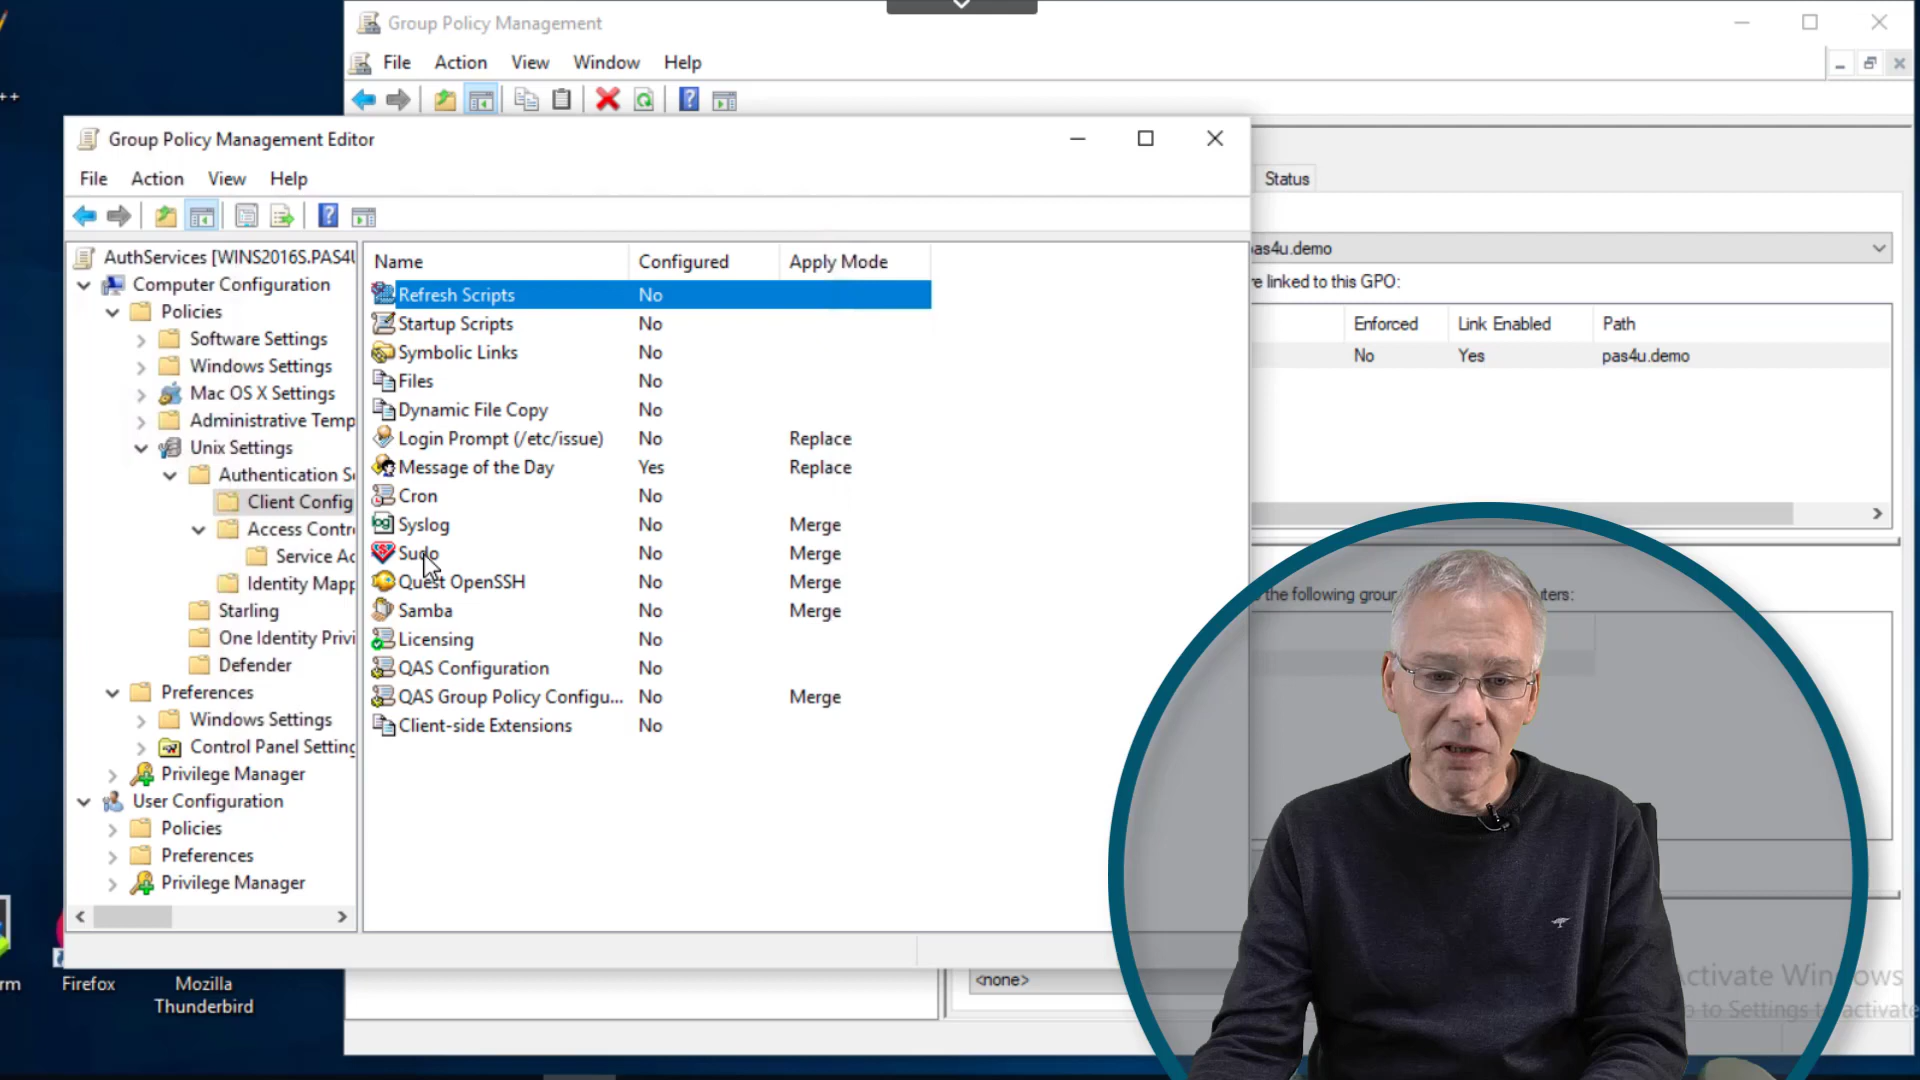 Group Policy Management
File Action View Window Help
++
Group Policy Management Editor
File Action View Help
Status
AuthServices [WINS2016S.PAS4U
Computer Configuration
Policies
Software Settings
Windows Settings
Mac OS X Settings
Administrative Temp
Unix Settings
Authentication Se
Client Config
Access Contr
Service Ac
Identity Mapp
Starling
One Identity Privi
Defender
Preferences
Windows Settings
Control Panel Setting
Privilege Manager
User Configuration
Policies
Preferences
Privilege Manager
Name Configured Apply Mode
Refresh Scripts No
Startup Scripts No
Symbolic Links No
Files No
Dynamic File Copy No
Login Prompt (/etc/issue) No Replace
Message of the Day Yes Replace
Cron No
Syslog No Merge
Sudo No Merge
Quest OpenSSH No Merge
Samba No Merge
Licensing No
QAS Configuration No
QAS Group Policy Configu... No Merge
Client-side Extensions No
pas4u.demo
e linked to this GPO:
Enforced Link Enabled Path
No Yes pas4u.demo
the following grou
ters:
<none>
Activate Windows
to Settings to activate
rm
Firefox
Mozilla
Thunderbird